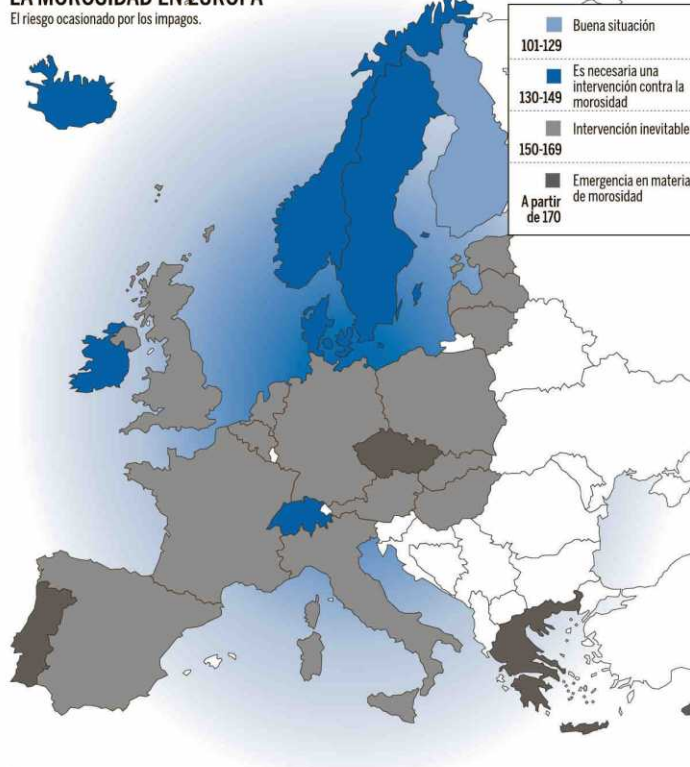 LA MOROSIDAD EN EUROPA
El riesgo ocasionado por los impagos.
Buena situación
101-129
Es necesaria una
intervención contra la
130-149 morosidad
Intervención inevitable
150-169
Emergencia en materia
A partir de morosidad
de 170